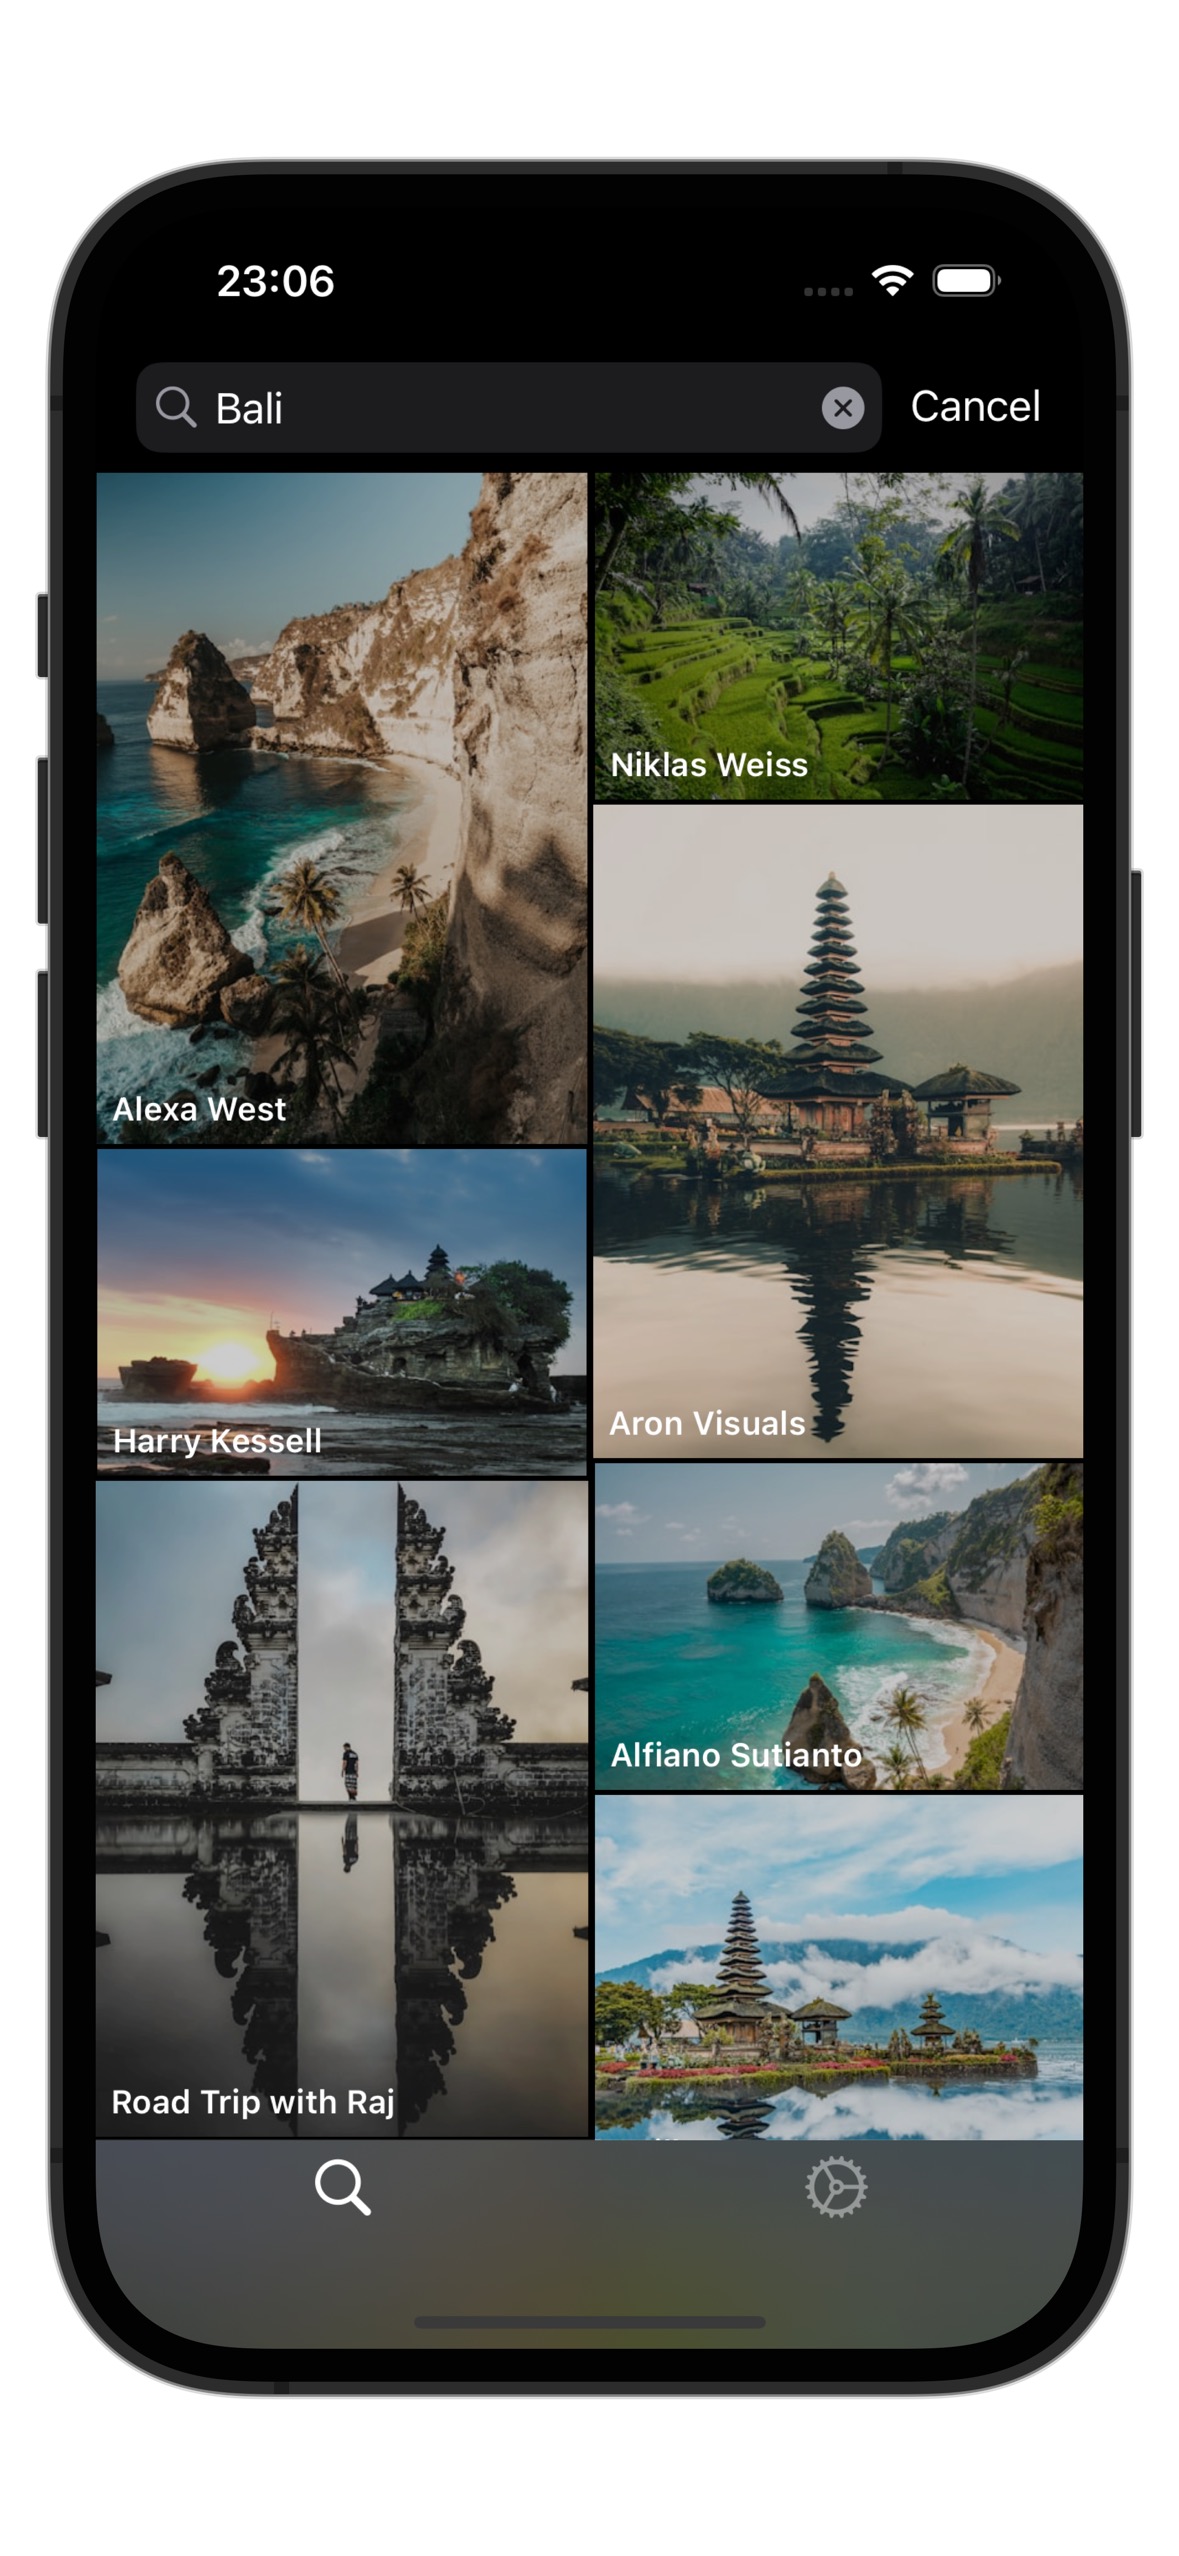 23:06
Bali
Cancel
Niklas Weiss
Alexa West
Aron Visuals
Harry Kessell
Alfiano Sutianto
Road Trip with Raj